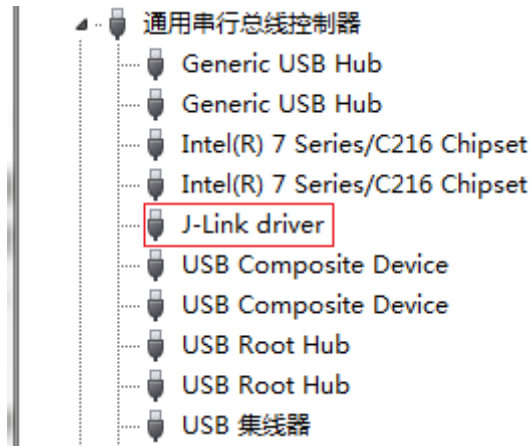 通用串行总线控制器
Generic USB Hub
Generic USB Hub
Intel(R) 7 Series/C216 Chipset
Intel(R) 7 Series/C216 Chipset
J-Link driver
USB Composite Device
USB Composite Device
USB Root Hub
USB Root Hub
USB 集线器